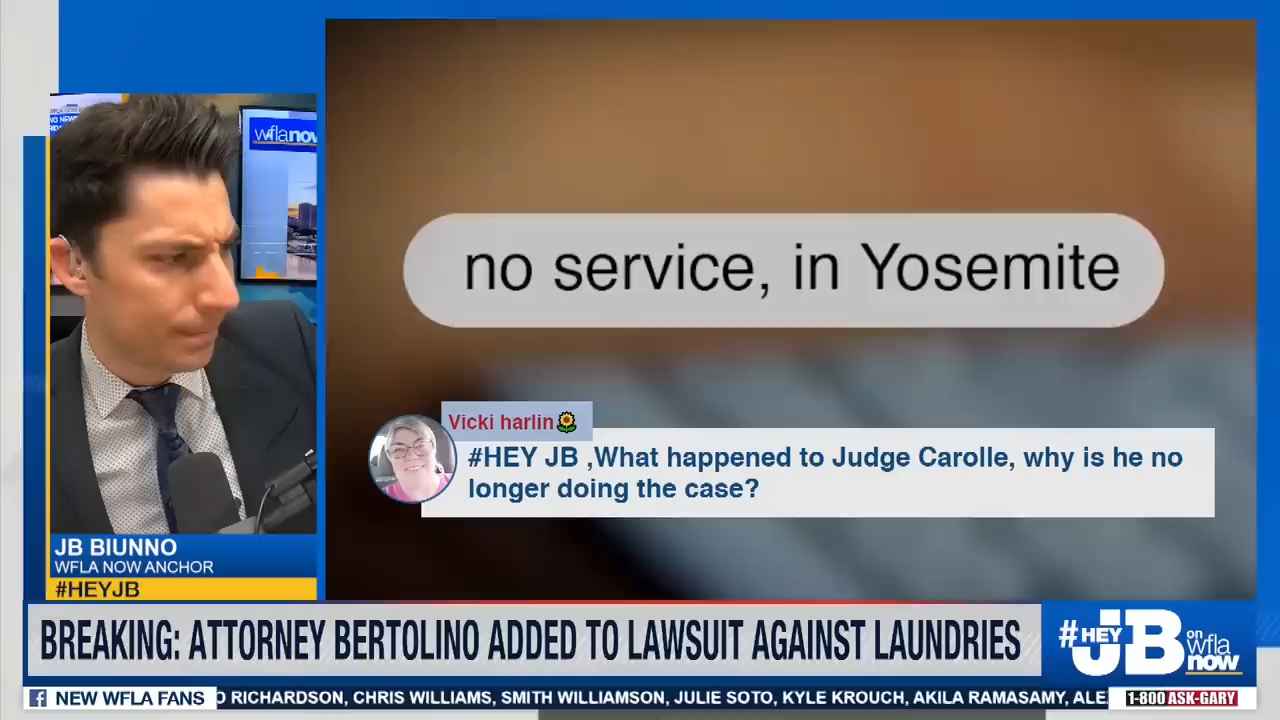 wflanow
no service, in Yosemite
Vicki harlin🌻
#HEY JB ,What happened to Judge Carolle, why is he no
longer doing the case?
JB BIUNNO
WFLA NOW ANCHOR
#HEYJB
BREAKING: ATTORNEY BERTOLINO ADDED TO LAWSUIT AGAINST LAUNDRIES
#HEY JB on wfla now
NEW WFLA FANS
O RICHARDSON, CHRIS WILLIAMS, SMITH WILLIAMSON, JULIE SOTO, KYLE KROUCH, AKILA RAMASAMY, ALE
1-800 ASK-GARY